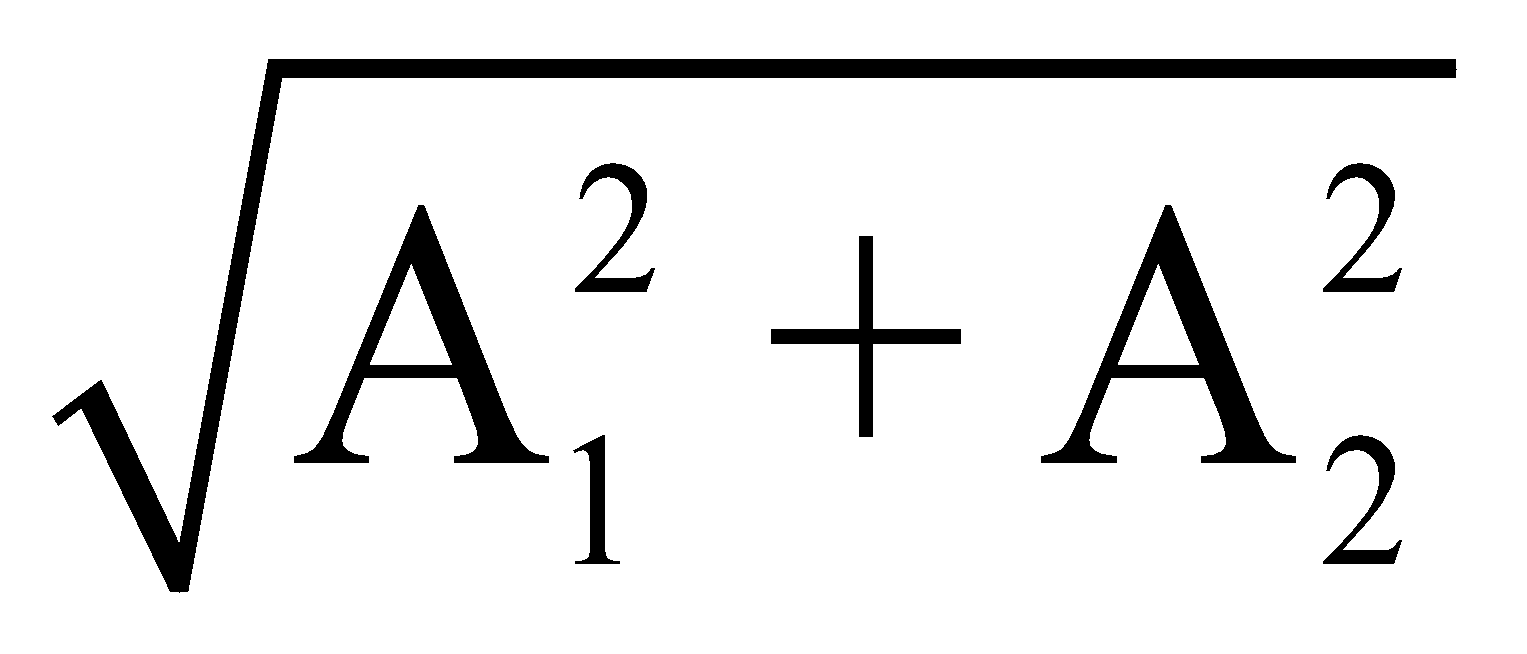 √(A₁² + A₂²)